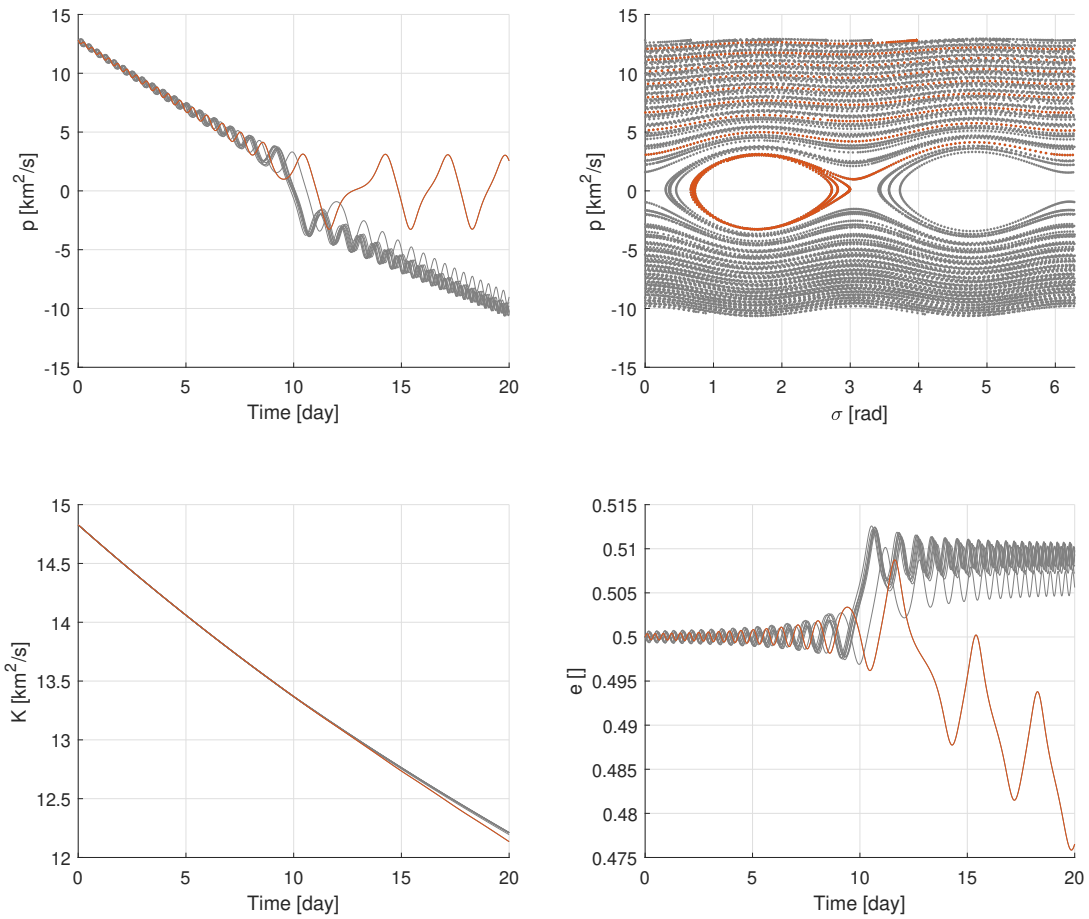 15
10
5
0
-5
-10
-15
p [km²/s]
0 5 10 15 20
Time [day]
15
10
5
0
-5
-10
-15
p [km²/s]
0 1 2 3 4 5 6
σ [rad]
15
14.5
14
13.5
13
12.5
12
K [km²/s]
0 5 10 15 20
Time [day]
0.515
0.51
0.505
0.5
0.495
0.49
0.485
0.48
0.475
e []
0 5 10 15 20
Time [day]